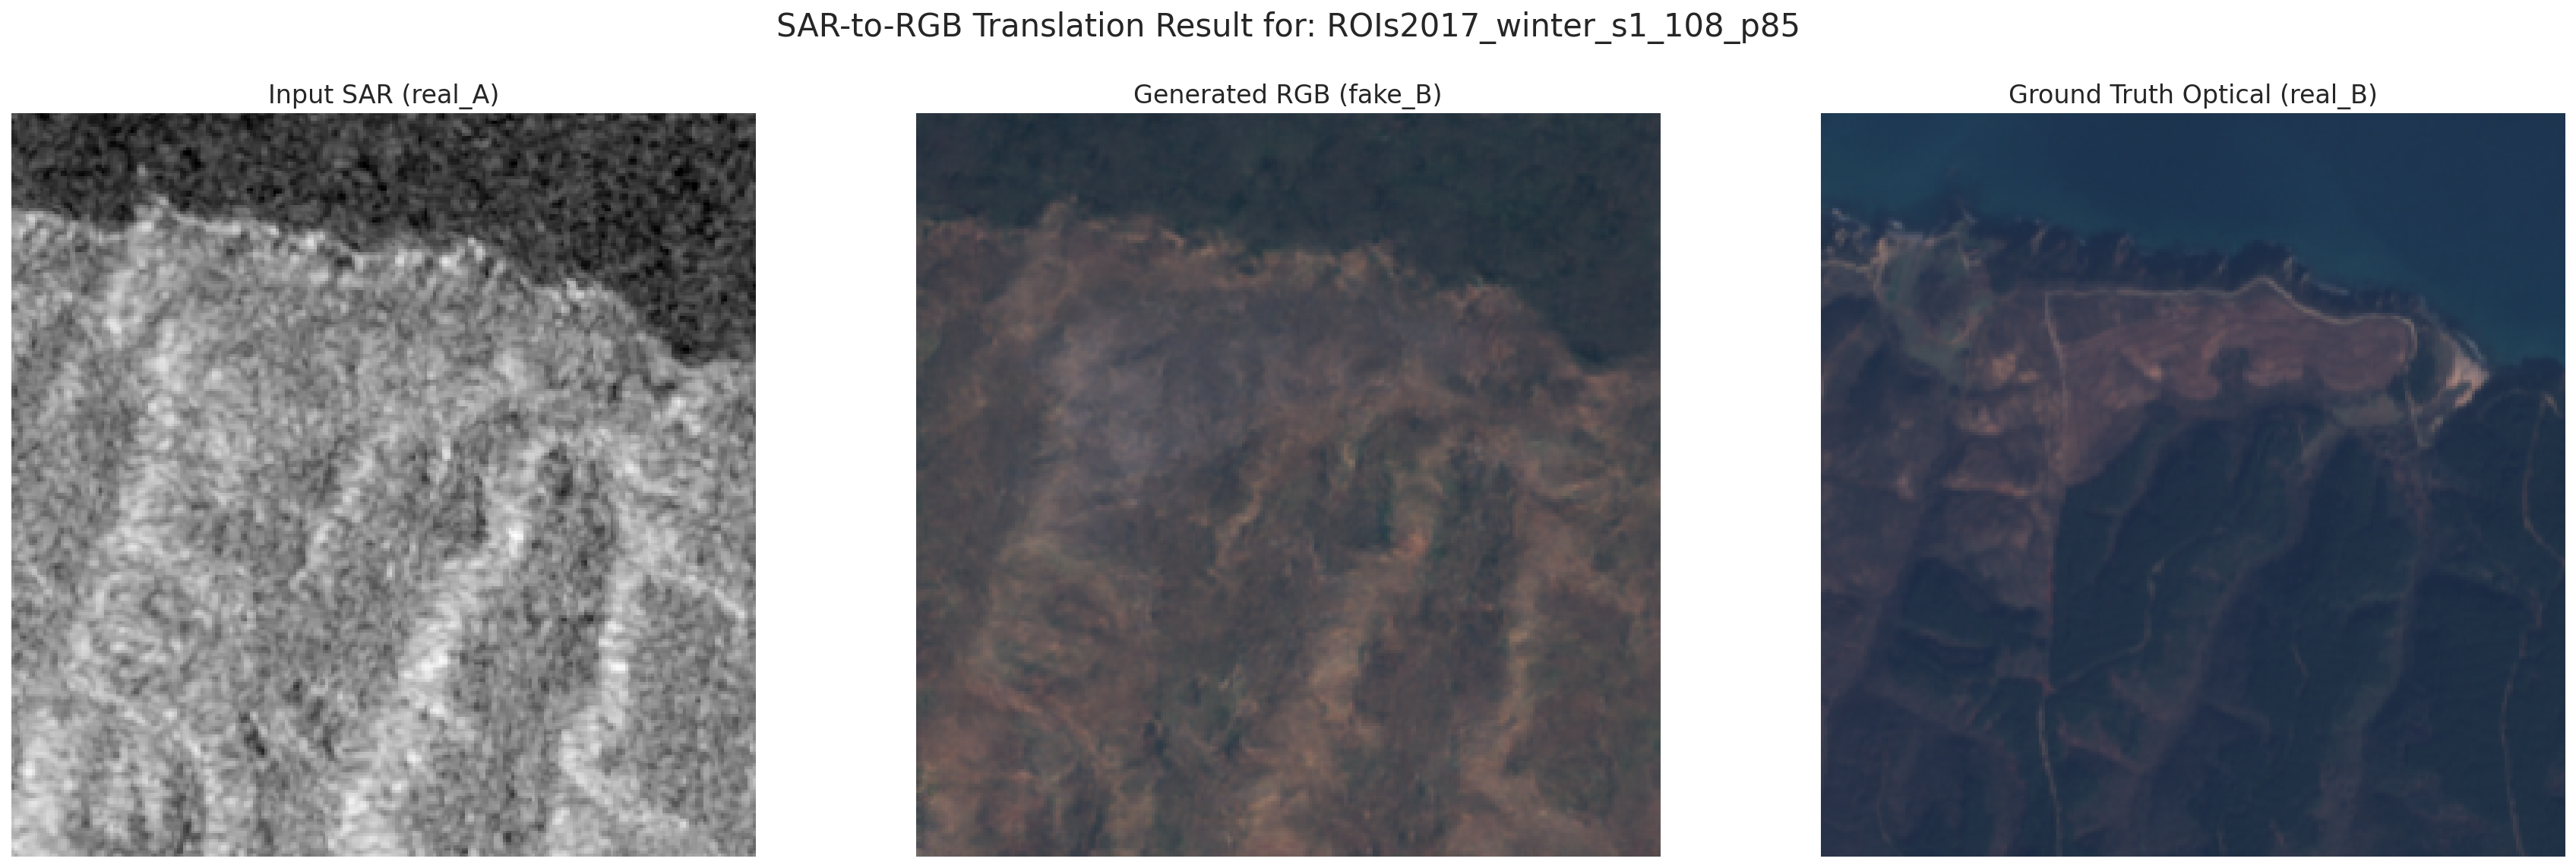 SAR-to-RGB Translation Result for: ROIs2017_winter_s1_108_p85
Input SAR (real_A)
Generated RGB (fake_B)
Ground Truth Optical (real_B)